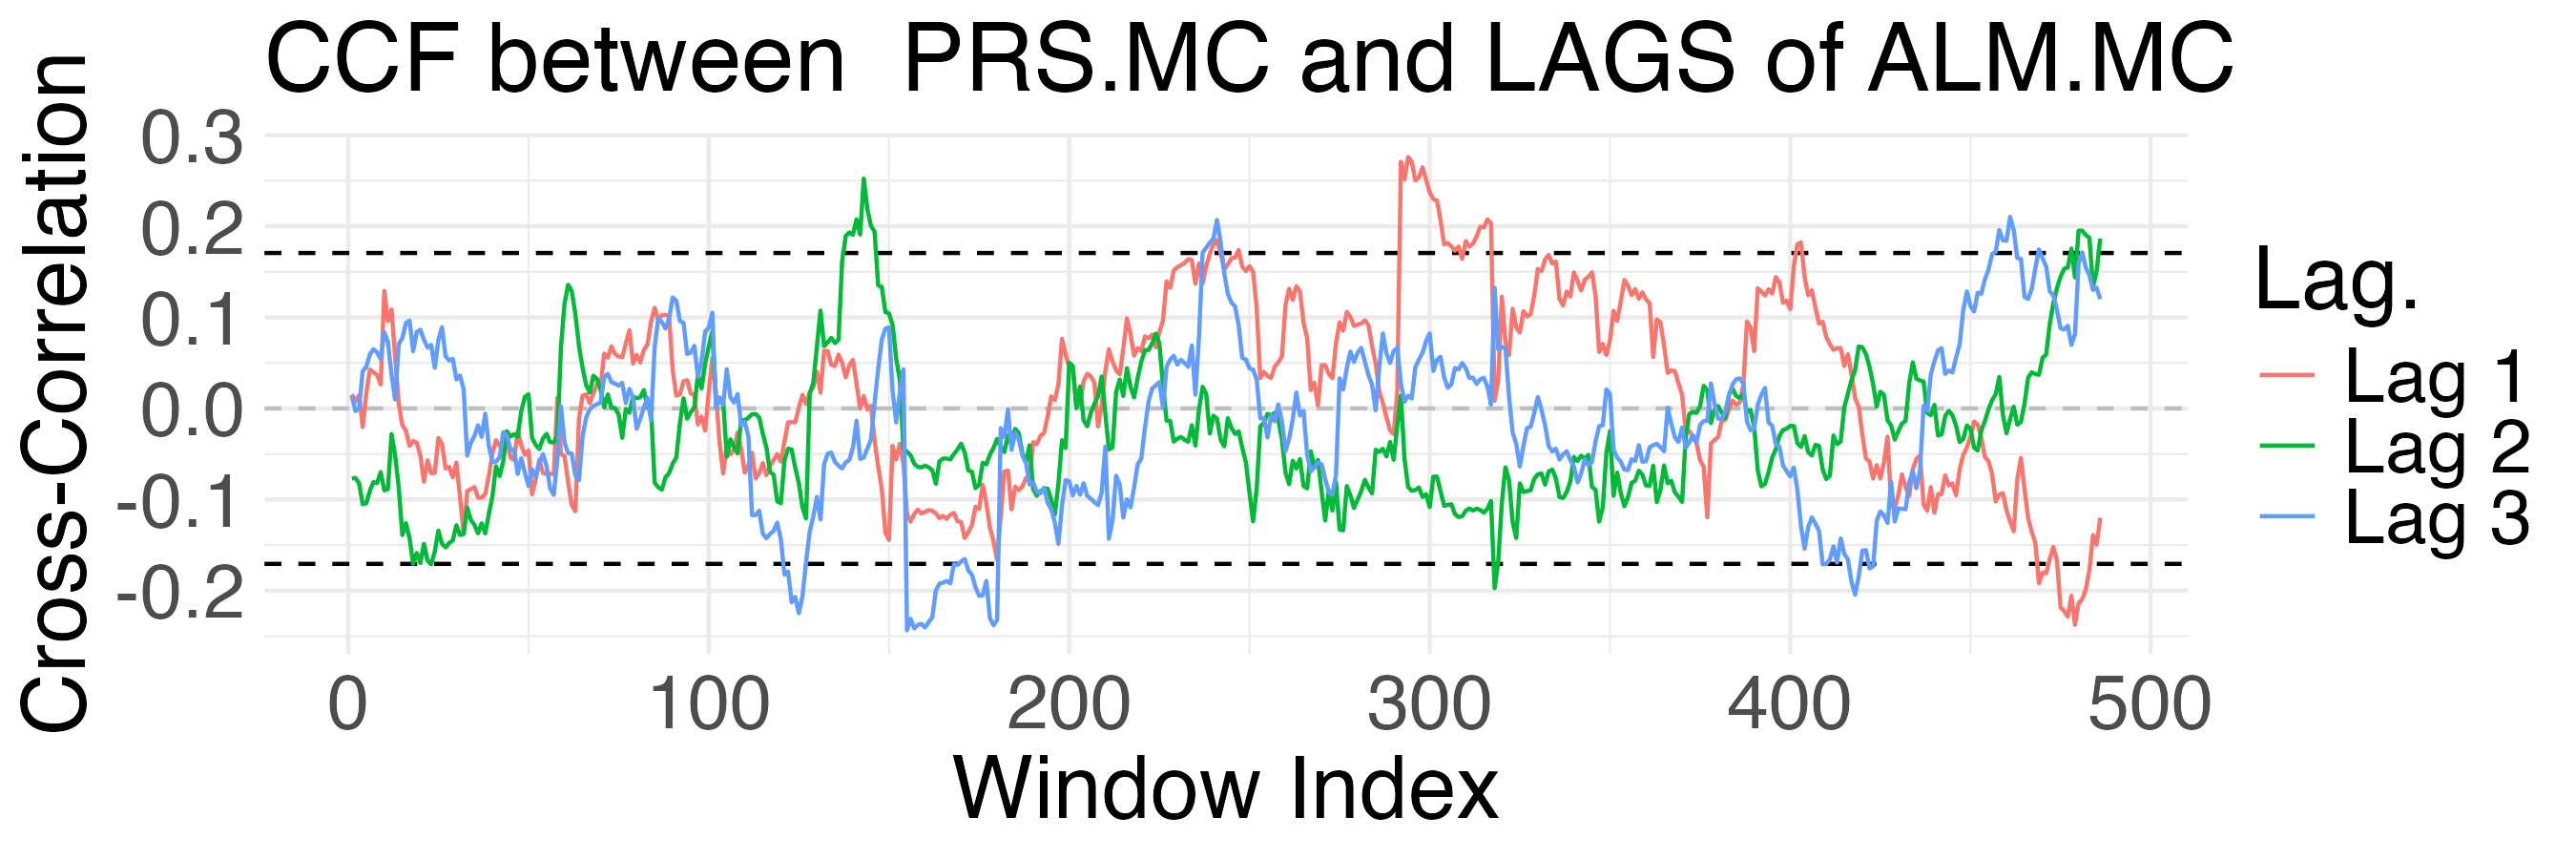 CCF between  PRS.MC and LAGS of ALM.MC
Cross-Correlation
0.3
0.2
0.1
0.0
-0.1
-0.2
0 100 200 300 400 500
Window Index
Lag.
Lag 1
Lag 2
Lag 3